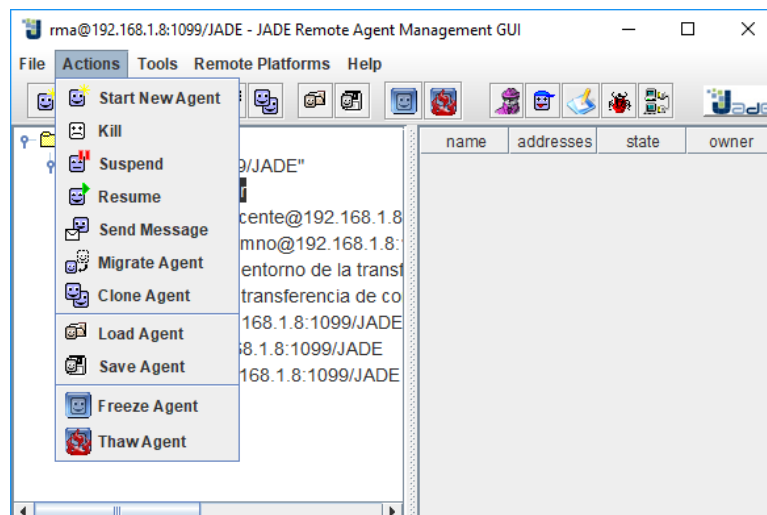 rma@192.168.1.8:1099/JADE - JADE Remote Agent Management GUI
File Actions Tools Remote Platforms Help
Jade
Start New Agent
Kill
Suspend
Resume
Send Message
Migrate Agent
Clone Agent
Load Agent
Save Agent
Freeze Agent
Thaw Agent
9/JADE"
cente@192.168.1.8
mno@192.168.1.8:
entorno de la transf
transferencia de co
168.1.8:1099/JADE
8.1.8:1099/JADE
168.1.8:1099/JADE
name addresses state owner